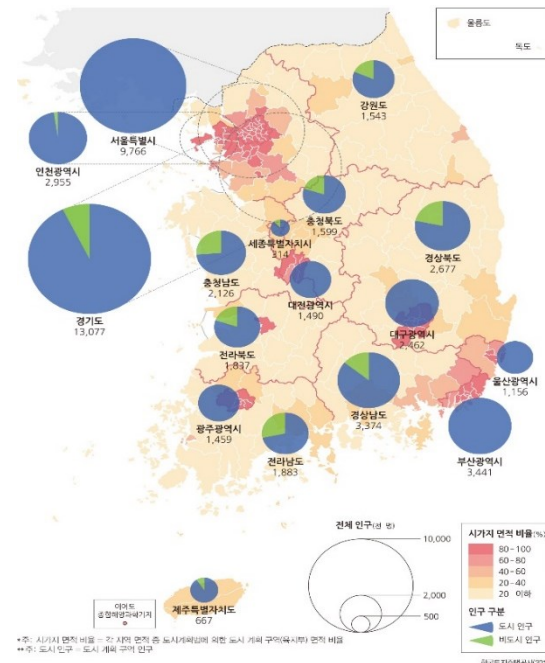 울릉도
독도
강원도
1,543
서울특별시
9,766
인천광역시
2,955
충청북도
1,599
세종특별자치시
314
경상북도
2,677
충청남도
2,126
대전광역시
1,490
경기도
13,077
대구광역시
2,462
전라북도
1,837
울산광역시
1,156
경상남도
3,374
광주광역시
1,459
전라남도
1,883
부산광역시
3,441
전체 인구(천 명)
10,000
2,000
500
시가지 면적 비율(%)
80-100
60-80
40-60
20-40
20 이하
인구 구분
도시 인구
비도시 인구
이어도
종합해양과학기지
제주특별자치도
667
*주: 시가지 면적 비율 = 각 지역 면적 중 도시계획법에 의한 도시 계획 구역(육지부) 면적 비율
**주: 도시 인구 = 도시 계획 구역 인구